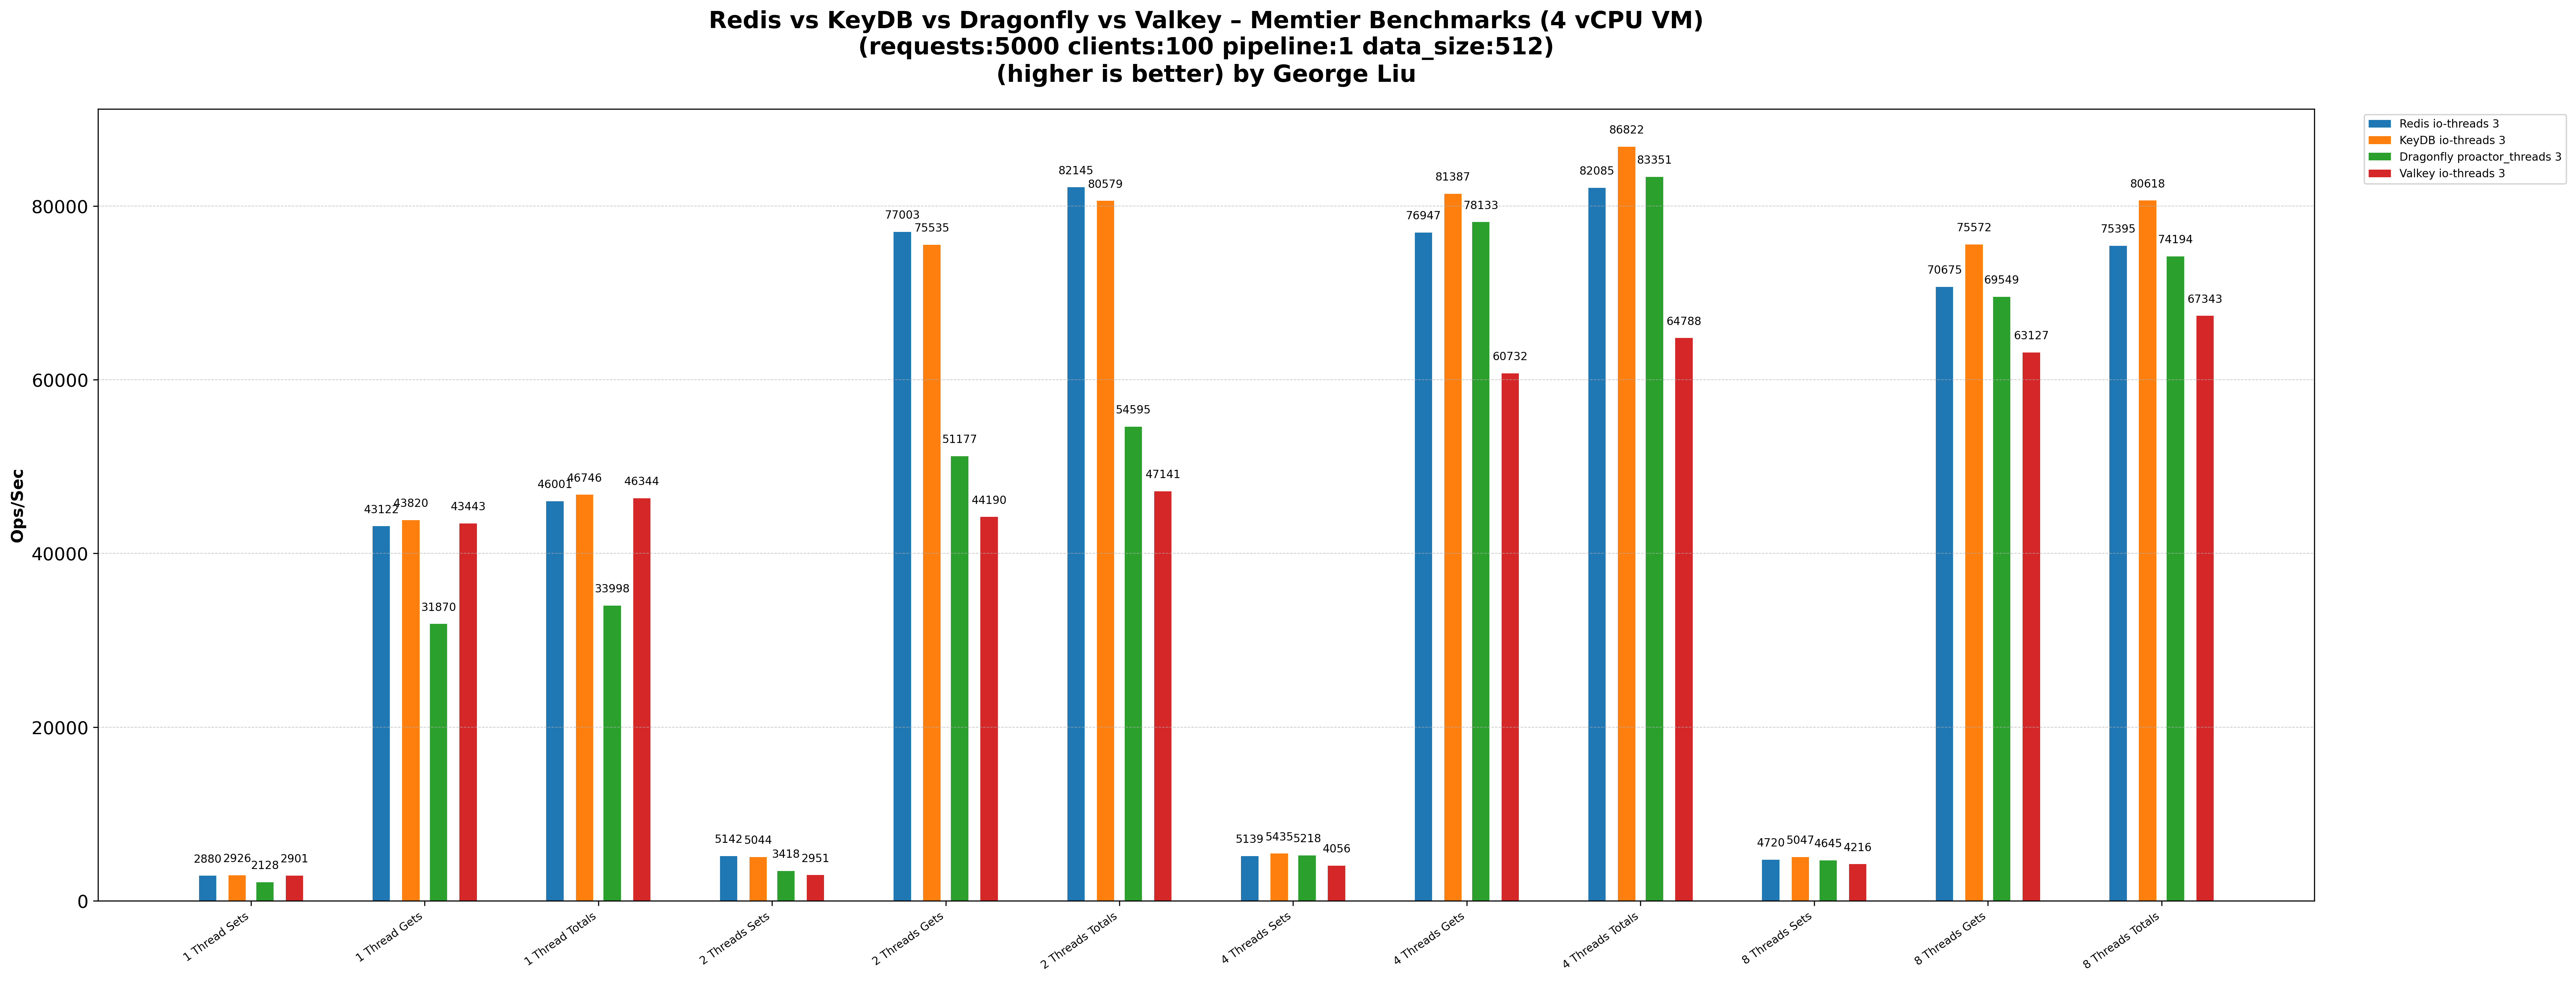 Redis vs KeyDB vs Dragonfly vs Valkey – Memtier Benchmarks (4 vCPU VM)
(requests:5000 clients:100 pipeline:1 data_size:512)
(higher is better) by George Liu
Redis io-threads 3
KeyDB io-threads 3
Dragonfly proactor_threads 3
Valkey io-threads 3
Ops/Sec
80000
60000
40000
20000
0
2880 2926 2128 2901
43122 43820 31870 43443
46001 46746 33998 46344
5142 5044 3418 2951
77003 75535 51177 44190
82145 80579 54595 47141
5139 5435 5218 4056
76947 81387 78133 60732
82085 86822 83351 64788
4720 5047 4645 4216
70675 75572 69549 63127
75395 80618 74194 67343
1 Thread Sets
1 Thread Gets
1 Thread Totals
2 Threads Sets
2 Threads Gets
2 Threads Totals
4 Threads Sets
4 Threads Gets
4 Threads Totals
8 Threads Sets
8 Threads Gets
8 Threads Totals